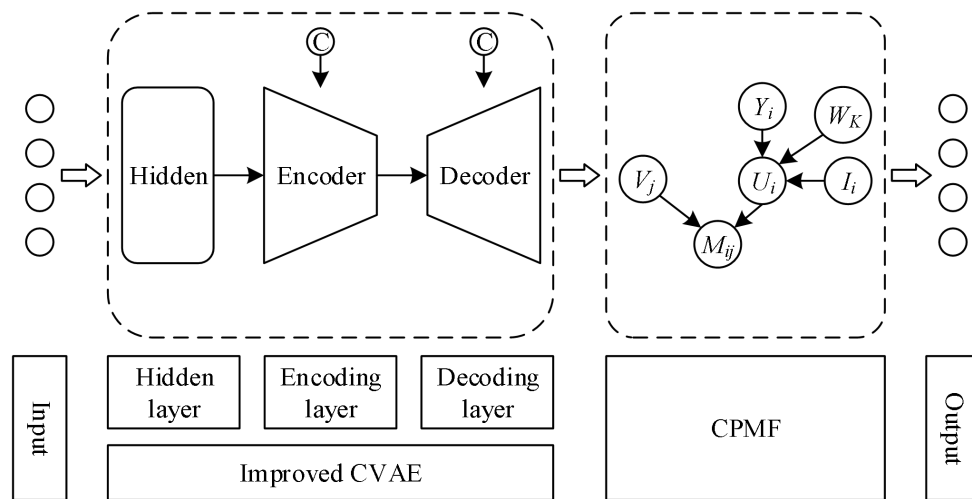 C
C
Y_i
W_K
Hidden
Encoder
Decoder
V_j
U_i
I_i
M_ij
Input
Hidden
layer
Encoding
layer
Decoding
layer
Improved CVAE
CPMF
Output